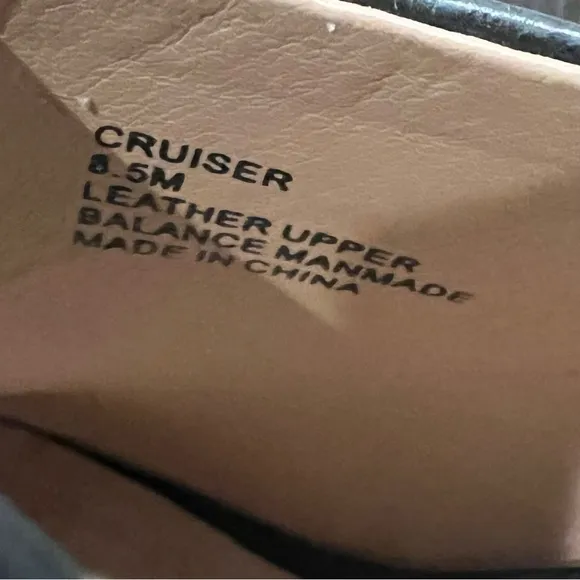 CRUISER
8.5M
LEATHER UPPER
BALANCE MANMADE
MADE IN CHINA